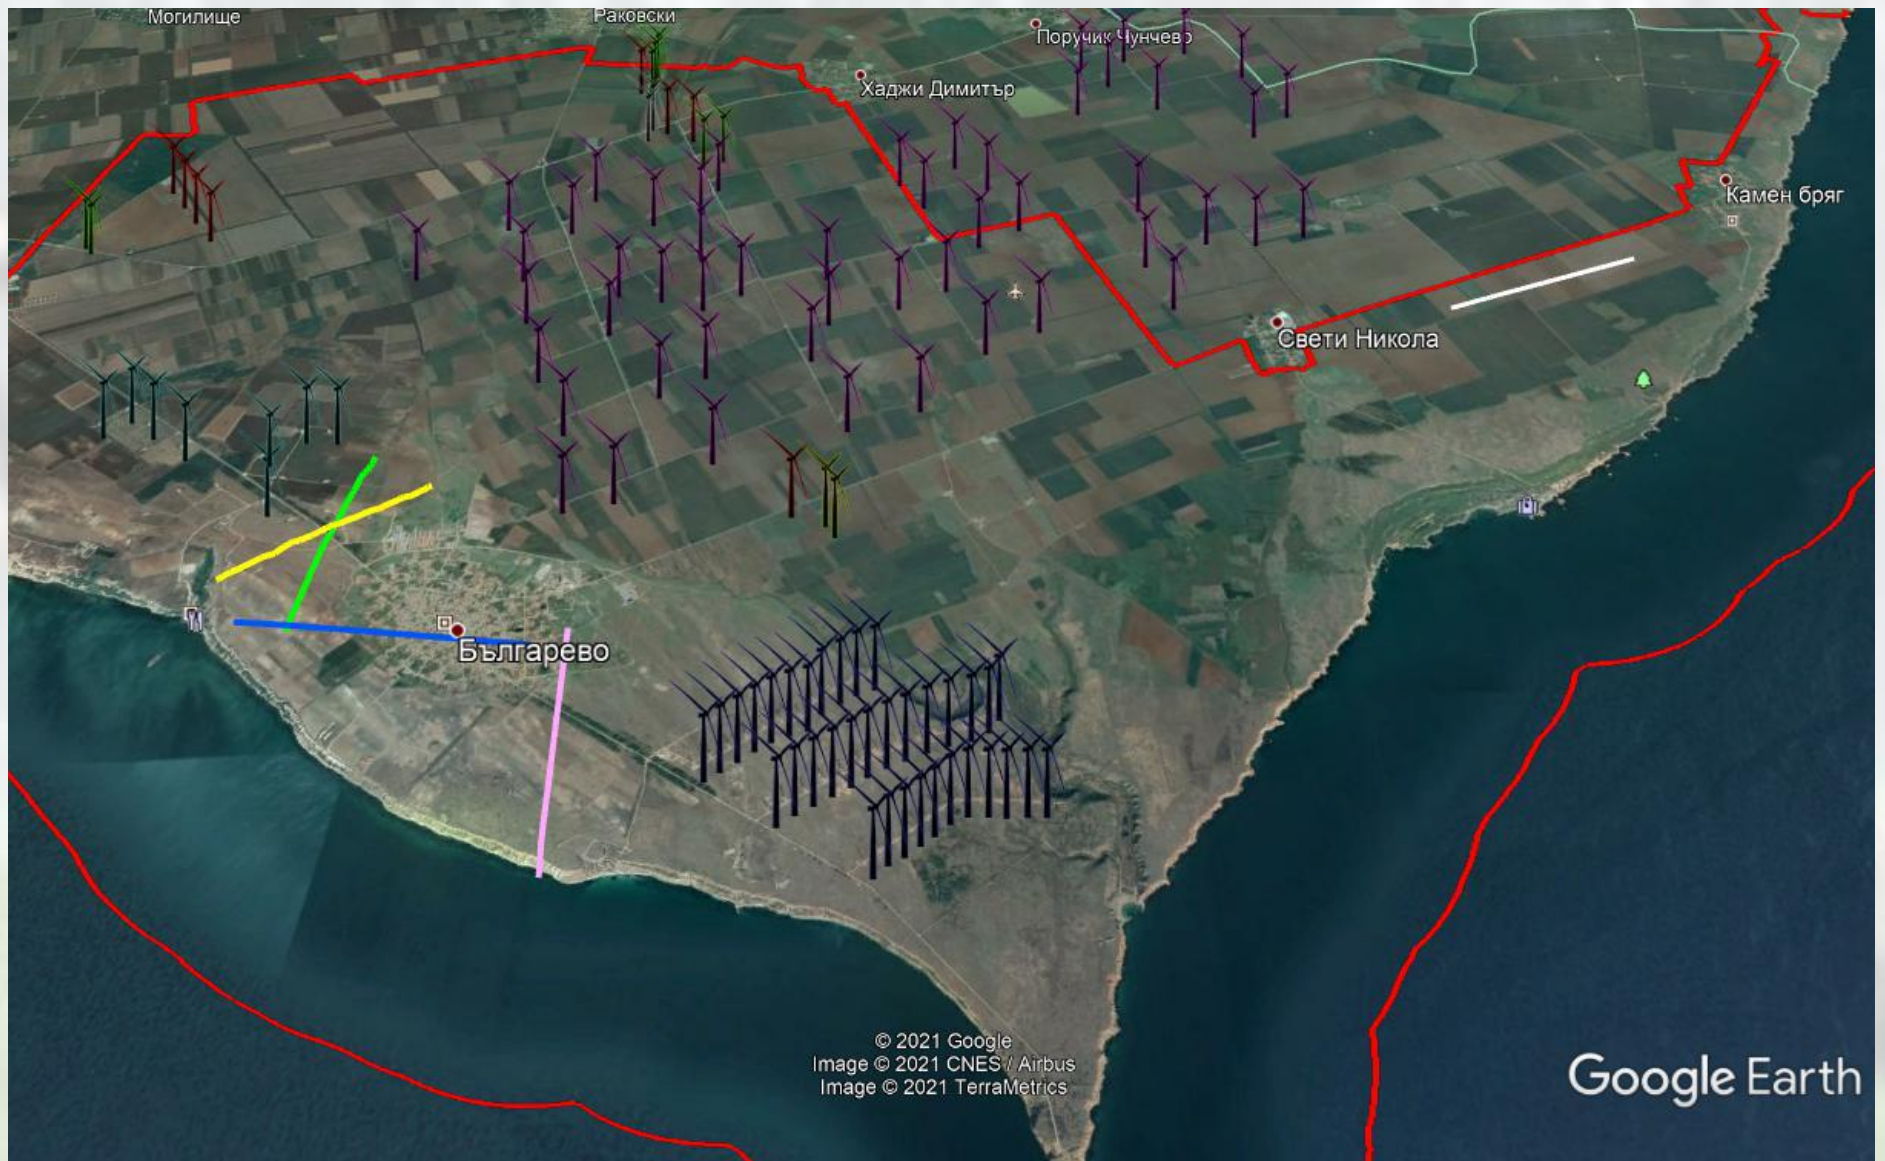 Могилище
Раковски
Поручик Чунчево
Хаджи Димитър
Камен бряг
Свети Никола
Българево
© 2021 Google
Image © 2021 CNES / Airbus
Image © 2021 TerraMetrics
Google Earth